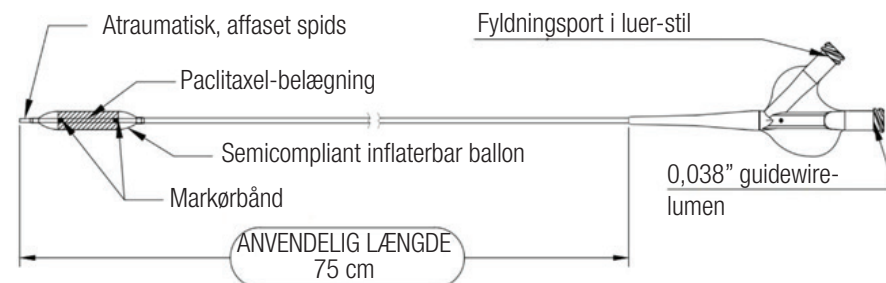 Atraumatisk, affaset spids
Fyldningsport i luer-stil
Paclitaxel-belægning
Semicompliant inflaterbar ballon
Markørbånd
0,038” guidewire-
lumen
ANVENDELIG LÆNGDE
75 cm